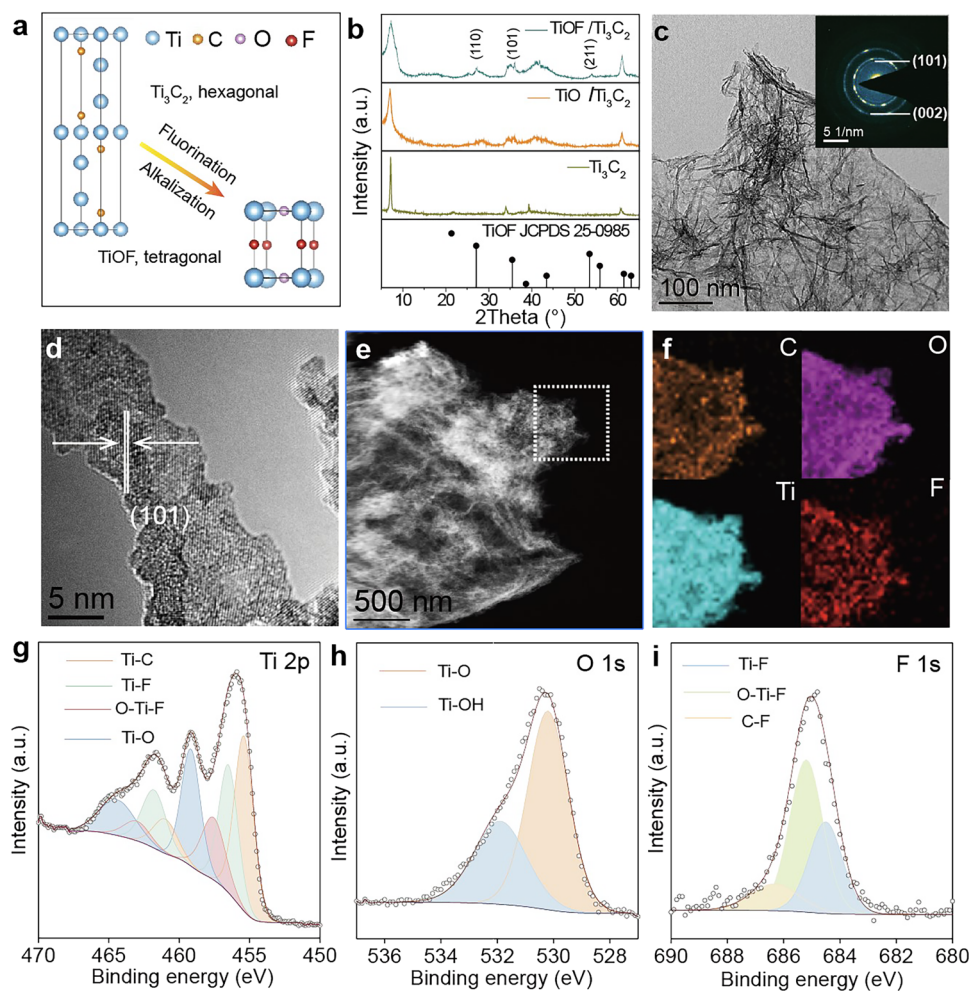 a
Ti C O F
Ti3C2, hexagonal
Fluorination
Alkalization
TiOF, tetragonal
b
TiOF /Ti3C2
(110)
(101)
(211)
TiO /Ti3C2
Ti3C2
TiOF JCPDS 25-0985
Intensity (a.u.)
10 20 30 40 50 60
2Theta (°)
c
(101)
(002)
5 1/nm
100 nm
d
(101)
5 nm
e
500 nm
f
C
O
Ti
F
g
Ti 2p
Ti-C
Ti-F
O-Ti-F
Ti-O
Intensity (a.u.)
470 465 460 455 450
Binding energy (eV)
h
O 1s
Ti-O
Ti-OH
Intensity (a.u.)
536 534 532 530 528
Binding energy (eV)
i
F 1s
Ti-F
O-Ti-F
C-F
Intensity (a.u.)
690 688 686 684 682 680
Binding energy (eV)